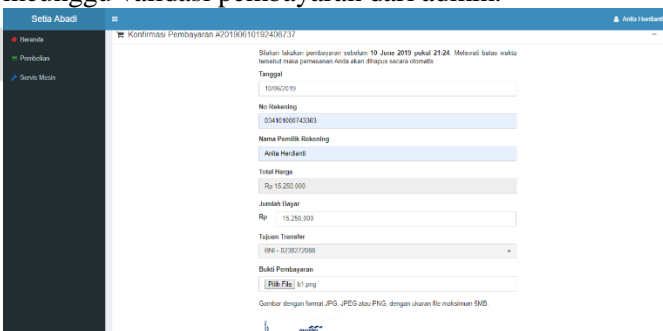 menunggu validasi pembayaran dari admin.
Setia Abadi
Anita Herdianti
Beranda
Konfirmasi Pembayaran #20190610192408737
Pembelian
Servis Mesin
Silakan lakukan pembayaran sebelum 10 June 2019 pukul 21:24. Melewati batas waktu
tersebut maka pemesanan Anda akan dihapus secara otomatis.
Tanggal
10/06/2019
No Rekening
034101000743303
Nama Pemilik Rekening
Anita Herdianti
Total Harga
Rp 15.250.000
Jumlah Bayar
Rp 15.250.000
Tujuan Transfer
BNI - 0238272088
Bukti Pembayaran
Pilih File b1.png
Gambar dengan format JPG, JPEG atau PNG, dengan ukuran file maksimum 5MB.